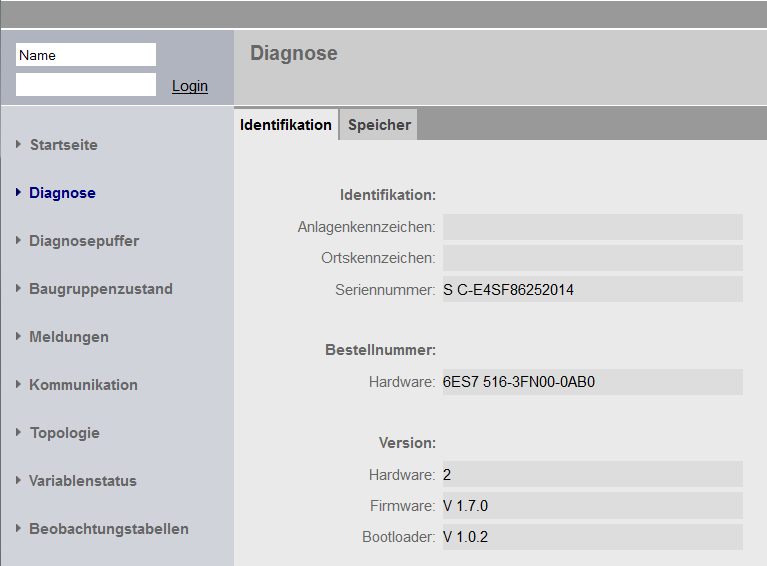 Name
Login
Diagnose
Identifikation Speicher
Startseite
Diagnose
Diagnosepuffer
Baugruppenzustand
Meldungen
Kommunikation
Topologie
Variablenstatus
Beobachtungstabellen
Identifikation:
Anlagenkennzeichen:
Ortskennzeichen:
Seriennummer: S C-E4SF86252014
Bestellnummer:
Hardware: 6ES7 516-3FN00-0AB0
Version:
Hardware: 2
Firmware: V 1.7.0
Bootloader: V 1.0.2